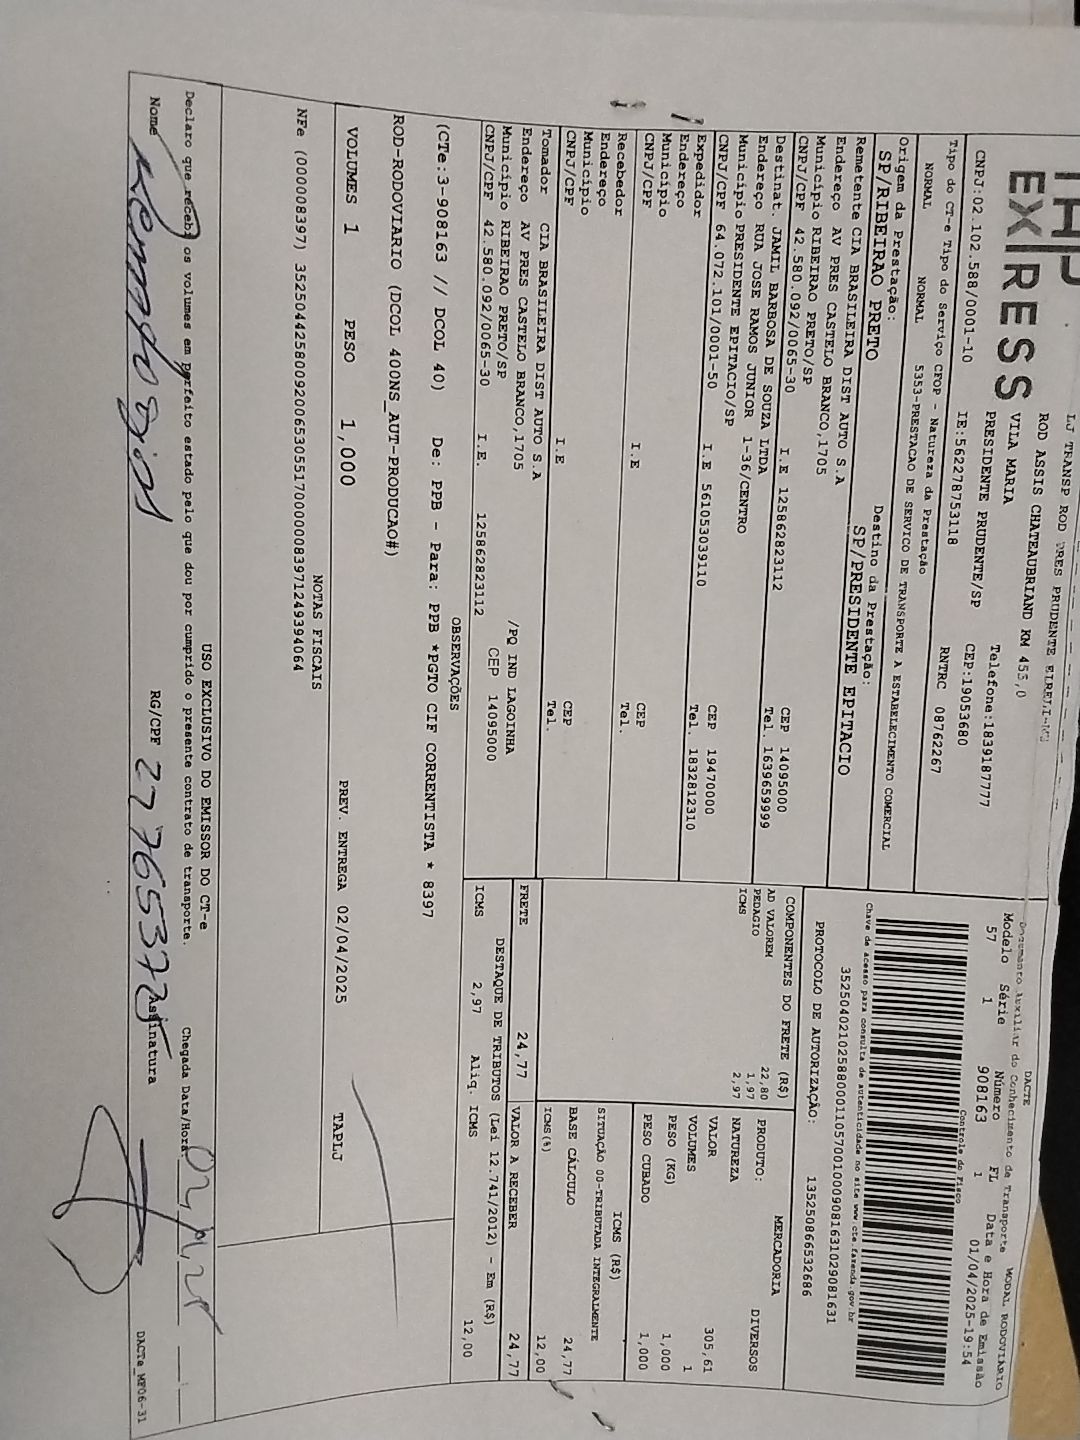 EXPRESS
LJ TRANSP ROD PRES PRUDENTE EIRELI-ME
ROD ASSIS CHATEAUBRIAND KM 455,0
VILA MARIA
PRESIDENTE PRUDENTE/SP
Telefone:1839187777
CEP:19053680
CNPJ:02.102.588/0001-10
IE:562278753118
RNTRC 08762267
Tipo do CT-e Tipo do Serviço CFOP - Natureza da Prestação
NORMAL NORMAL 5353-PRESTACAO DE SERVICO DE TRANSPORTE A ESTABELECIMENTO COMERCIAL
Origem da Prestação: Destino da Prestação:
SP/RIBEIRAO PRETO SP/PRESIDENTE EPITACIO
DACTE
Documento Auxiliar do Conhecimento de Transporte MODAL RODOVIÁRIO
Modelo Série Número FL Data e Hora de Emissão
57 1 908163 1 01/04/2025-19:54
Controle do Fisco
Chave de acesso para consulta de autenticidade no site www.cte.fazenda.gov.br
35250402102588000110570010009081631029081631
PROTOCOLO DE AUTORIZAÇÃO: 135250866532686
Remetente CIA BRASILEIRA DIST AUTO S.A
Endereço AV PRES CASTELO BRANCO,1705
Município RIBEIRAO PRETO/SP CEP 14095000
CNPJ/CPF 42.580.092/0065-30 I.E 125862823112 Tel. 1639659999
Destinat. JAMIL BARBOSA DE SOUZA LTDA
Endereço RUA JOSE RAMOS JUNIOR 1-36/CENTRO
Município PRESIDENTE EPITACIO/SP CEP 19470000
CNPJ/CPF 64.072.101/0001-50 I.E 561053039110 Tel. 1832812310
Expedidor
Endereço
Município CEP
CNPJ/CPF I.E Tel.
Recebedor
Endereço
Município CEP
CNPJ/CPF I.E Tel.
Tomador CIA BRASILEIRA DIST AUTO S.A
Endereço AV PRES CASTELO BRANCO,1705 /PQ IND LAGOINHA
Município RIBEIRAO PRETO/SP CEP 14095000
CNPJ/CPF 42.580.092/0065-30 I.E. 125862823112
COMPONENTES DO FRETE (R$)
AD VALOREM 22,80
PEDAGIO 1,97
ICMS 2,97
MERCADORIA
PRODUTO: DIVERSOS
NATUREZA
VALOR 305,61
VOLUMES 1
PESO (KG) 1,000
PESO CUBADO 1,000
ICMS (R$)
SITUAÇÃO 00-TRIBUTADA INTEGRALMENTE
BASE CÁLCULO 24,77
ICMS(%) 12,00
FRETE 24,77 VALOR A RECEBER 24,77
DESTAQUE DE TRIBUTOS (Lei 12.741/2012) - Em (R$)
ICMS 2,97 Aliq. ICMS 12,00
OBSERVAÇÕES
(CTe:3-908163 // DCOL 40) De: PPB - Para: PPB *PGTO CIF CORRENTISTA * 8397
ROD-RODOVIARIO (DCOL 400NS_AUT-PRODUCAO#)
VOLUMES 1 PESO 1,000 PREV. ENTREGA 02/04/2025 TAPLJ
NOTAS FISCAIS
NFe (000008397) 35250442580092006530551700000083971249394064
USO EXCLUSIVO DO EMISSOR DO CT-e
Declaro que recebi os volumes em perfeito estado pelo que dou por cumprido o presente contrato de transporte. Chegada Data/Hora
Nome RG/CPF 277653725 Assinatura
DACTe_MF06-31